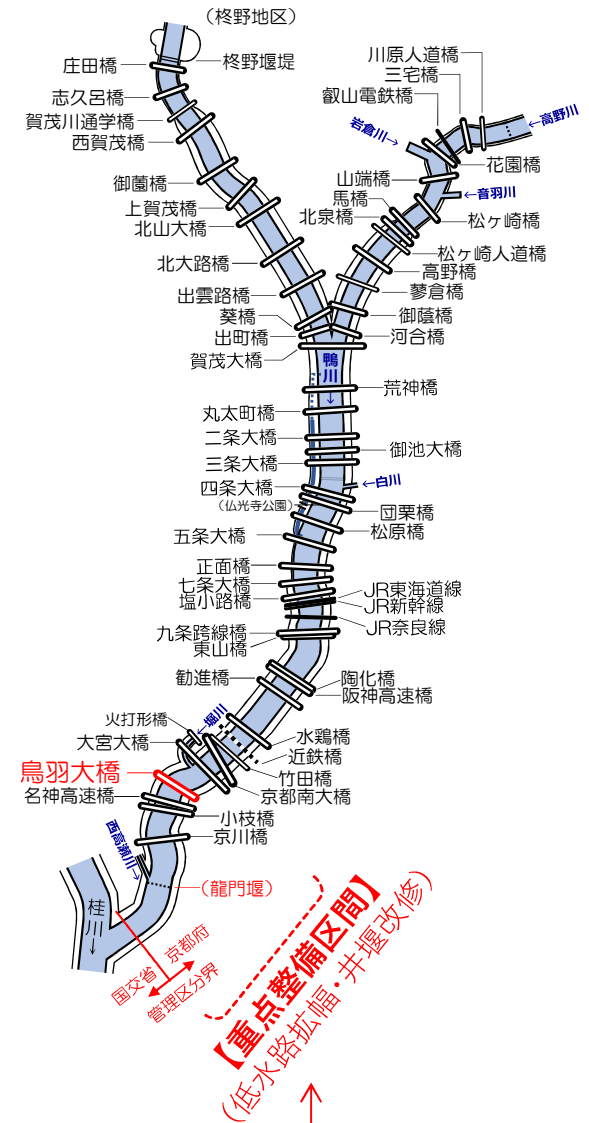 （柊野地区）
庄田橋
柊野堰堤
志久呂橋
賀茂川通学橋
西賀茂橋
御薗橋
上賀茂橋
北山大橋
北大路橋
出雲路橋
葵橋
出町橋
賀茂大橋
川原人道橋
三宅橋
叡山電鉄橋
岩倉川→
←高野川
花園橋
山端橋
←音羽川
馬橋
北泉橋
松ヶ崎橋
松ヶ崎人道橋
高野橋
蓼倉橋
御蔭橋
河合橋
鴨川→
荒神橋
丸太町橋
二条大橋
御池大橋
三条大橋
四条大橋
←白川
（仏光寺公園）
団栗橋
松原橋
五条大橋
正面橋
七条大橋
塩小路橋
JR東海道線
JR新幹線
JR奈良線
九条跨線橋
東山橋
勧進橋
陶化橋
阪神高速橋
火打形橋
←堀川
大宮大橋
水鶏橋
近鉄橋
竹田橋
京都南大橋
鳥羽大橋
名神高速橋
小枝橋
京川橋
西高瀬川→
（龍門堰）
桂川→
国交省
京都府
管理区分界
【重点整備区間】
（低水路拡幅・井堰改修）